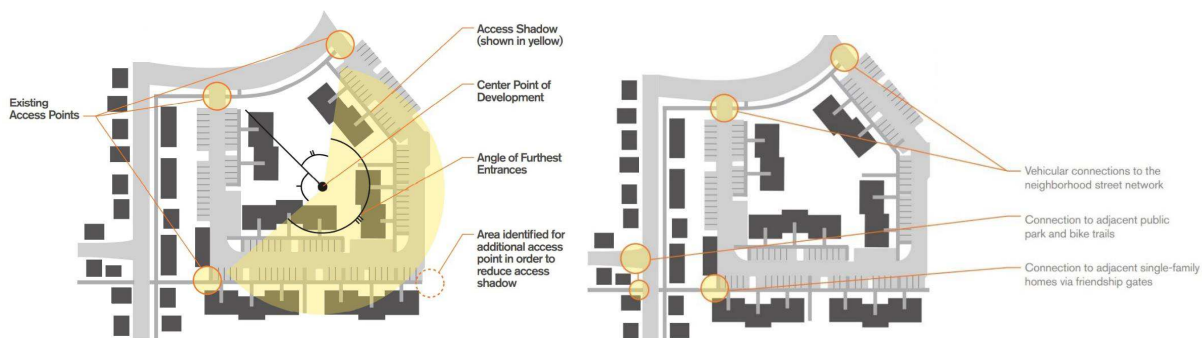 Access Shadow
(shown in yellow)
Center Point of
Development
Existing
Access Points
Angle of Furthest
Entrances
Area identified for
additional access
point in order to
reduce access
shadow
Vehicular connections to the
neighborhood street network
Connection to adjacent public
park and bike trails
Connection to adjacent single-family
homes via friendship gates